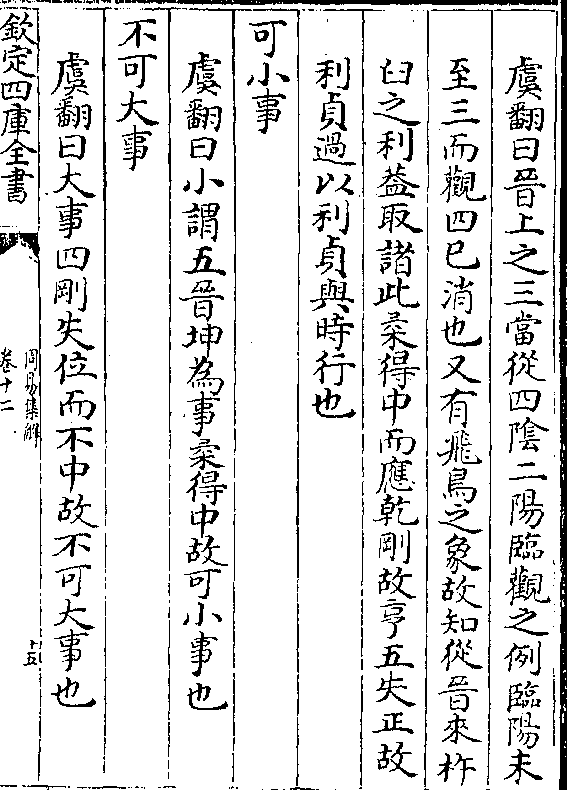 虞翻曰晉上之三當從四陰二陽臨觀之例臨陽未
至三而觀四已消也又有飛鳥之象故知從晉來杵
臼之利葢取諸此柔得中而應乾剛故亨五失正故
利貞過以利貞與時行也
可小事
虞翻曰小謂五晉坤為事柔得中故可小事也
不可大事
虞翻曰大事四剛失位而不中故不可大事也
欽定四庫全書
周易集解
卷十二
十五